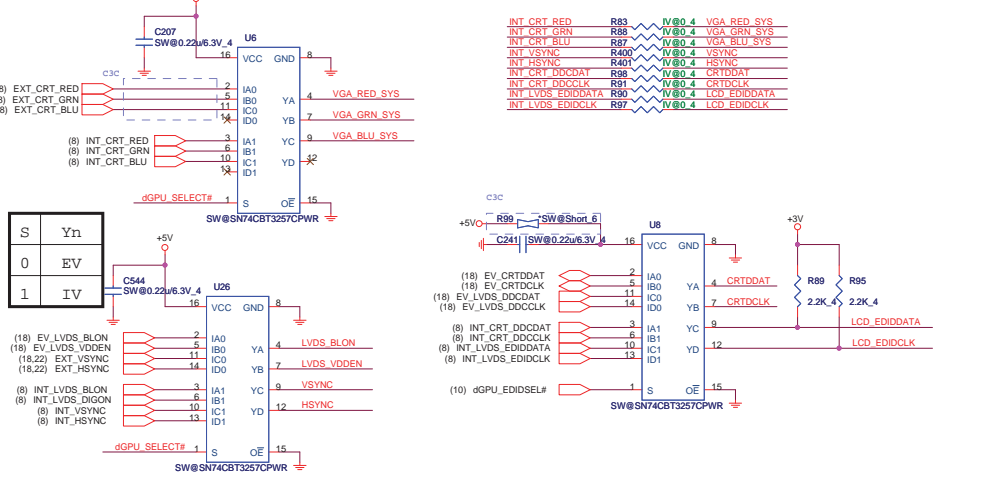 C207
SW@0.22u/6.3V_4
C3C
U6
16 VCC GND 8
8) EXT_CRT_RED 2 IA0
8) EXT_CRT_GRN 5 IB0 YA 4 VGA_RED_SYS
8) EXT_CRT_BLU 11 IC0
14 ID0 YB 7 VGA_GRN_SYS
(8) INT_CRT_RED 3 IA1 YC 9 VGA_BLU_SYS
(8) INT_CRT_GRN 6 IB1
(8) INT_CRT_BLU 10 IC1 YD 12
13 ID1
dGPU_SELECT# 1 S OE 15
SW@SN74CBT3257CPWR
INT_CRT_RED R83 IV@0_4 VGA_RED_SYS
INT_CRT_GRN R88 IV@0_4 VGA_GRN_SYS
INT_CRT_BLU R87 IV@0_4 VGA_BLU_SYS
INT_VSYNC R400 IV@0_4 VSYNC
INT_HSYNC R401 IV@0_4 HSYNC
INT_CRT_DDCDAT R98 IV@0_4 CRTDDAT
INT_CRT_DDCCLK R91 IV@0_4 CRTDCLK
INT_LVDS_EDIDDATA R90 IV@0_4 LCD_EDIDDATA
INT_LVDS_EDIDCLK R97 IV@0_4 LCD_EDIDCLK
S Yn
0 EV
1 IV
+5V
C544
SW@0.22u/6.3V_4
U26
16 VCC GND 8
(18) EV_LVDS_BLON 2 IA0
(18) EV_LVDS_VDDEN 5 IB0 YA 4 LVDS_BLON
(18,22) EXT_VSYNC 11 IC0
(18,22) EXT_HSYNC 14 ID0 YB 7 LVDS_VDDEN
(8) INT_LVDS_BLON 3 IA1 YC 9 VSYNC
(8) INT_LVDS_DIGON 6 IB1
(8) INT_VSYNC 10 IC1 YD 12 HSYNC
(8) INT_HSYNC 13 ID1
dGPU_SELECT# 1 S OE 15
SW@SN74CBT3257CPWR
C3C
+5V R99 *SW@Short_6
C241 SW@0.22u/6.3V_4
U8
16 VCC GND 8
(18) EV_CRTDDAT 2 IA0
(18) EV_CRTDCLK 5 IB0 YA 4 CRTDDAT
(18) EV_LVDS_DDCDAT 11 IC0
(18) EV_LVDS_DDCCLK 14 ID0 YB 7 CRTDCLK
(8) INT_CRT_DDCDAT 3 IA1 YC 9 LCD_EDIDDATA
(8) INT_CRT_DDCCLK 6 IB1
(8) INT_LVDS_EDIDDATA 10 IC1 YD 12 LCD_EDIDCLK
(8) INT_LVDS_EDIDCLK 13 ID1
(10) dGPU_EDIDSEL# 1 S OE 15
SW@SN74CBT3257CPWR
+3V
R89 R95
2.2K_4 2.2K_4